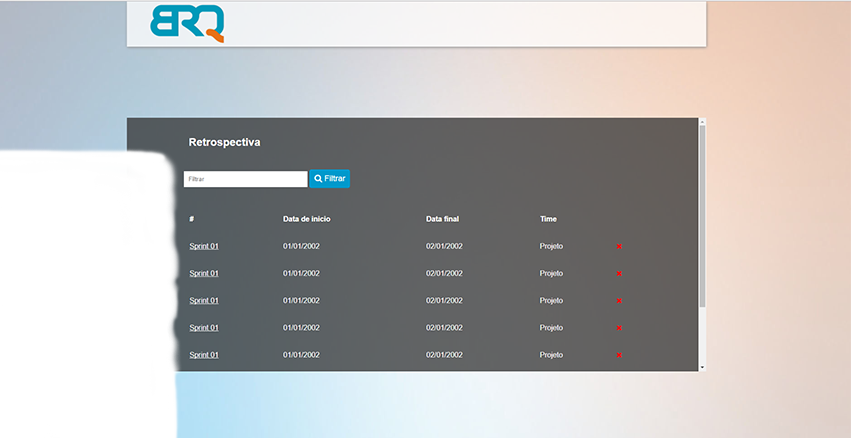 BRQ
Retrospectiva
Filtrar Filtrar
# Data de inicio Data final Time
Sprint 01 01/01/2002 02/01/2002 Projeto
Sprint 01 01/01/2002 02/01/2002 Projeto
Sprint 01 01/01/2002 02/01/2002 Projeto
Sprint 01 01/01/2002 02/01/2002 Projeto
Sprint 01 01/01/2002 02/01/2002 Projeto